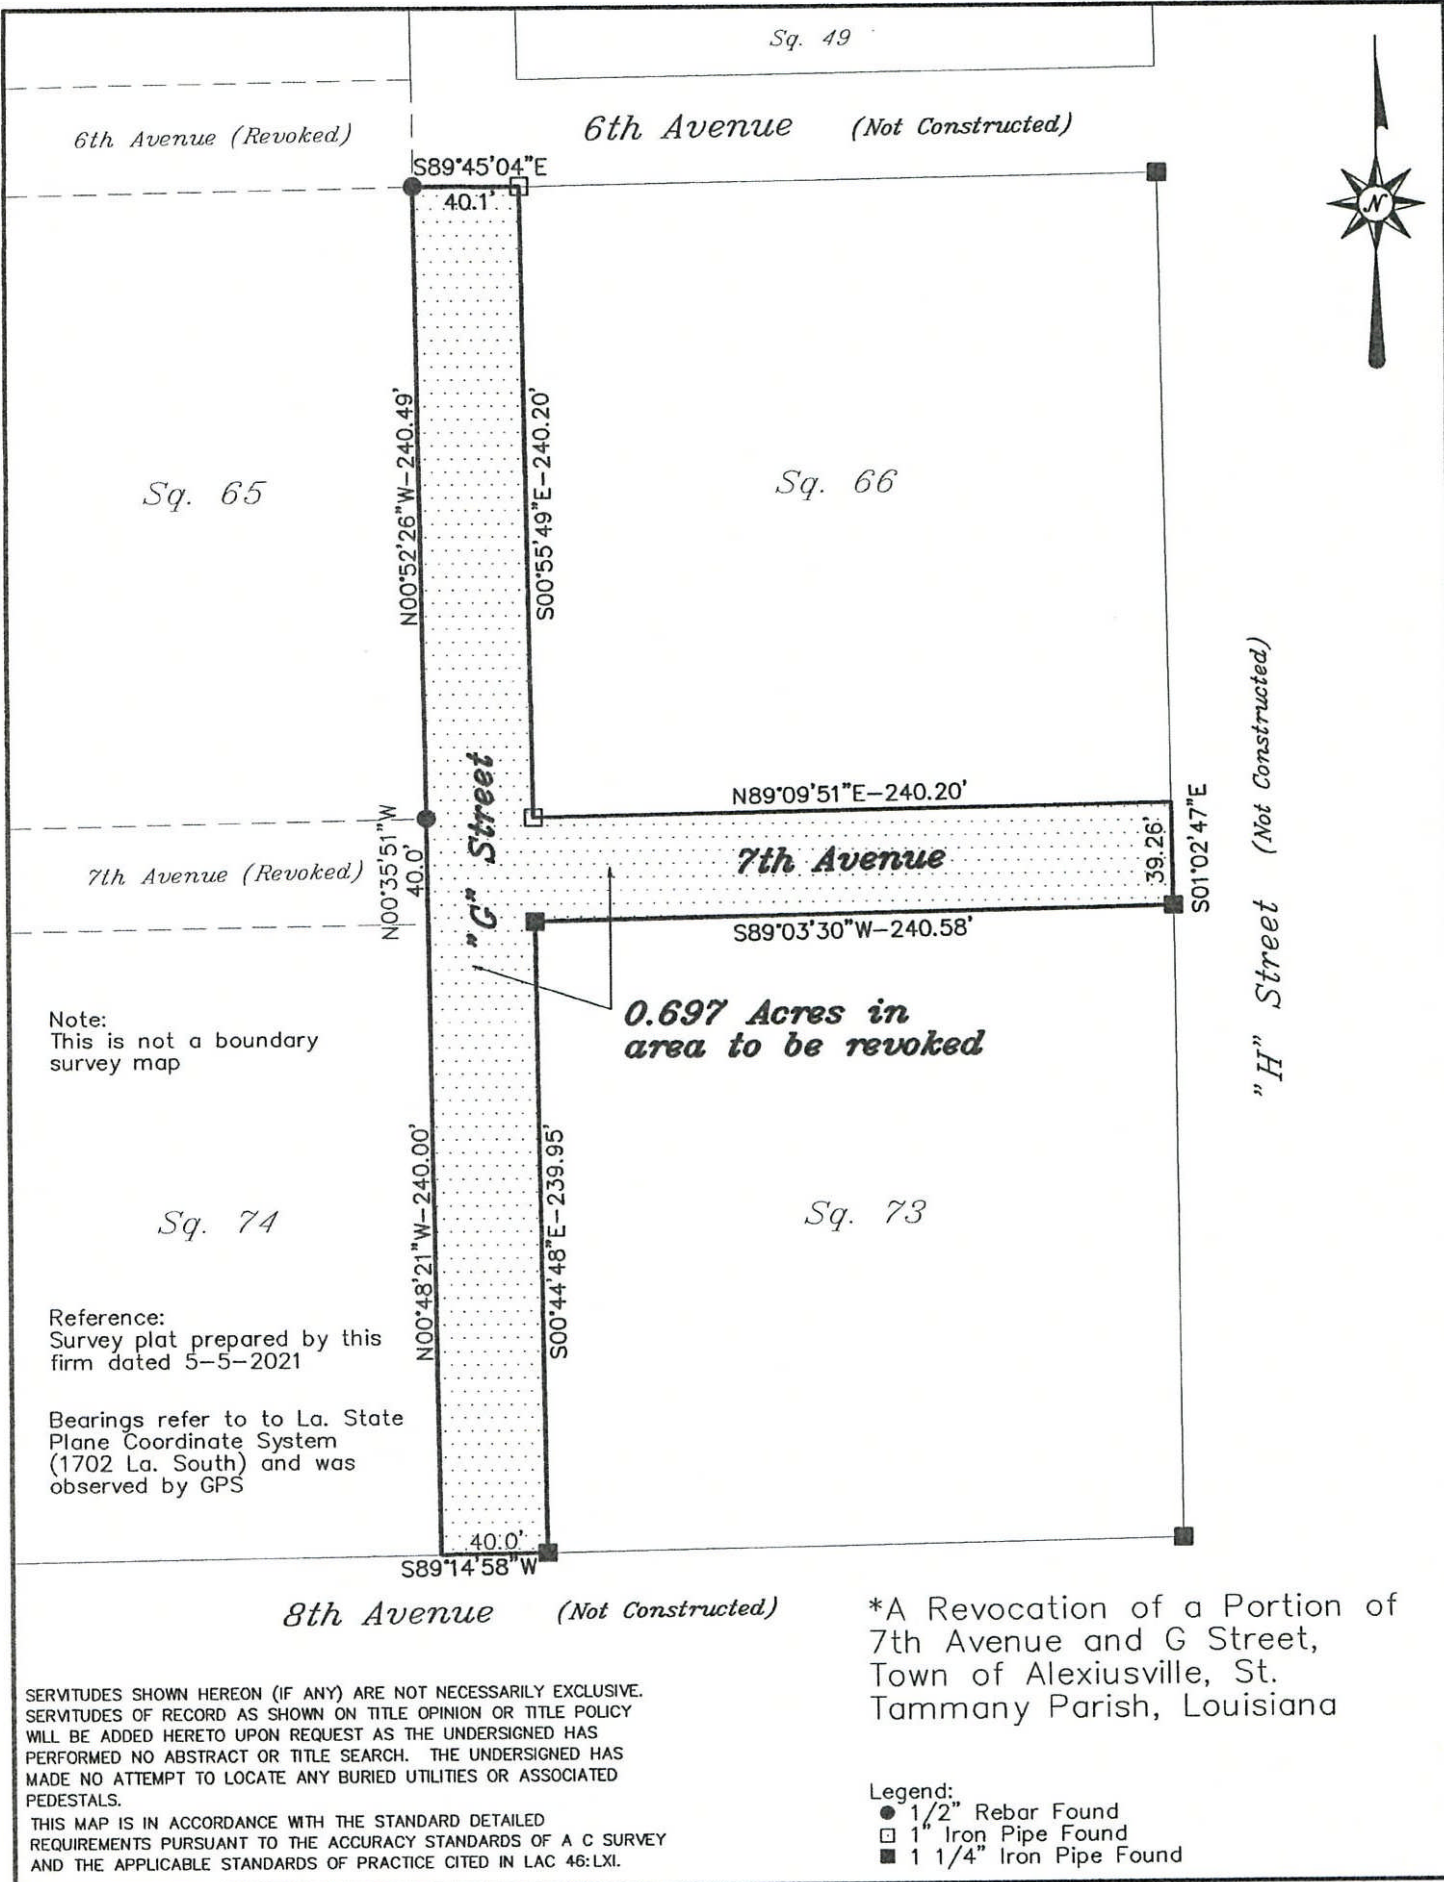 Sq. 49
6th Avenue (Revoked)
6th Avenue (Not Constructed)
S89°45'04"E
40.1'
N
N00°52'26"W-240.49'
S00°55'49"E-240.20'
Sq. 65
Sq. 66
"H" Street (Not Constructed)
"G" Street
N89°09'51"E-240.20'
7th Avenue (Revoked)
N00°35'51"W
40.0'
7th Avenue
39.26'
S01°02'47"E
S89°03'30"W-240.58'
0.697 Acres in
area to be revoked
Note:
This is not a boundary
survey map
N00°48'21"W-240.00'
S00°44'48"E-239.95'
Sq. 74
Sq. 73
Reference:
Survey plat prepared by this
firm dated 5-5-2021
Bearings refer to to La. State
Plane Coordinate System
(1702 La. South) and was
observed by GPS
40.0'
S89°14'58"W
8th Avenue (Not Constructed)
*A Revocation of a Portion of
7th Avenue and G Street,
Town of Alexiusville, St.
Tammany Parish, Louisiana
SERVITUDES SHOWN HEREON (IF ANY) ARE NOT NECESSARILY EXCLUSIVE.
SERVITUDES OF RECORD AS SHOWN ON TITLE OPINION OR TITLE POLICY
WILL BE ADDED HERETO UPON REQUEST AS THE UNDERSIGNED HAS
PERFORMED NO ABSTRACT OR TITLE SEARCH. THE UNDERSIGNED HAS
MADE NO ATTEMPT TO LOCATE ANY BURIED UTILITIES OR ASSOCIATED
PEDESTALS.
THIS MAP IS IN ACCORDANCE WITH THE STANDARD DETAILED
REQUIREMENTS PURSUANT TO THE ACCURACY STANDARDS OF A C SURVEY
AND THE APPLICABLE STANDARDS OF PRACTICE CITED IN LAC 46:LXI.
Legend:
1/2" Rebar Found
1" Iron Pipe Found
1 1/4" Iron Pipe Found